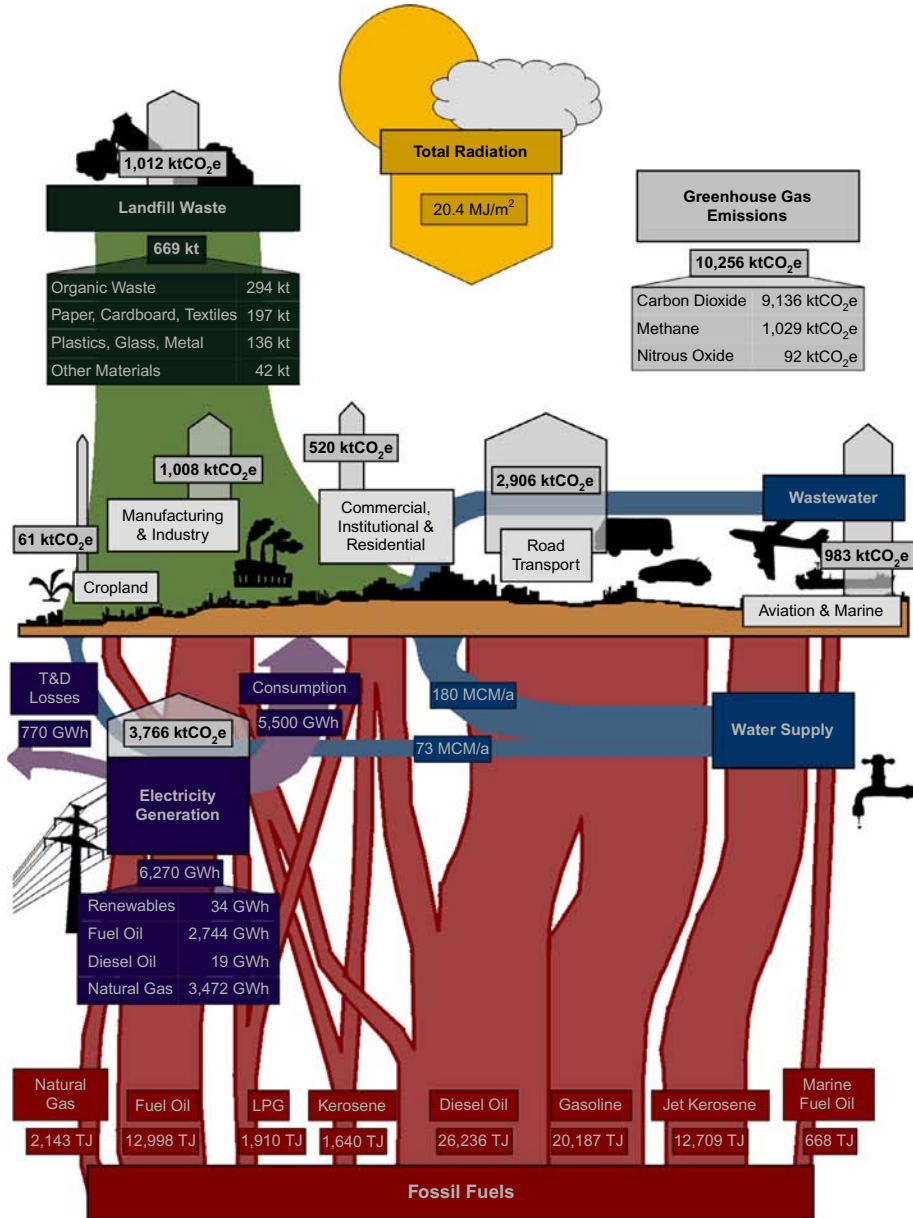 1,012 ktCO₂e
Landfill Waste
669 kt
Organic Waste 294 kt
Paper, Cardboard, Textiles 197 kt
Plastics, Glass, Metal 136 kt
Other Materials 42 kt
Total Radiation
20.4 MJ/m²
Greenhouse Gas
Emissions
10,256 ktCO₂e
Carbon Dioxide 9,136 ktCO₂e
Methane 1,029 ktCO₂e
Nitrous Oxide 92 ktCO₂e
61 ktCO₂e
Cropland
1,008 ktCO₂e
Manufacturing
& Industry
520 ktCO₂e
Commercial,
Institutional &
Residential
2,906 ktCO₂e
Road
Transport
Wastewater
983 ktCO₂e
Aviation & Marine
T&D
Losses
770 GWh
3,766 ktCO₂e
Consumption
5,500 GWh
180 MCM/a
73 MCM/a
Water Supply
Electricity
Generation
6,270 GWh
Renewables 34 GWh
Fuel Oil 2,744 GWh
Diesel Oil 19 GWh
Natural Gas 3,472 GWh
Natural
Gas
2,143 TJ
Fuel Oil
12,998 TJ
LPG
1,910 TJ
Kerosene
1,640 TJ
Diesel Oil
26,236 TJ
Gasoline
20,187 TJ
Jet Kerosene
12,709 TJ
Marine
Fuel Oil
668 TJ
Fossil Fuels